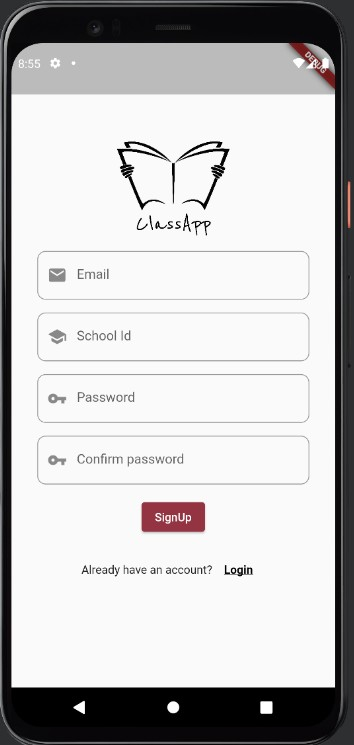 8:55
DEBUG
ClassApp
Email
School Id
Password
Confirm password
SignUp
Already have an account? Login